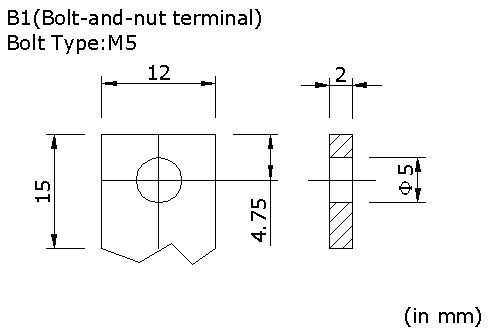 B1(Bolt-and-nut terminal)
Bolt Type:M5
12
2
15
4.75
Φ5
(in mm)